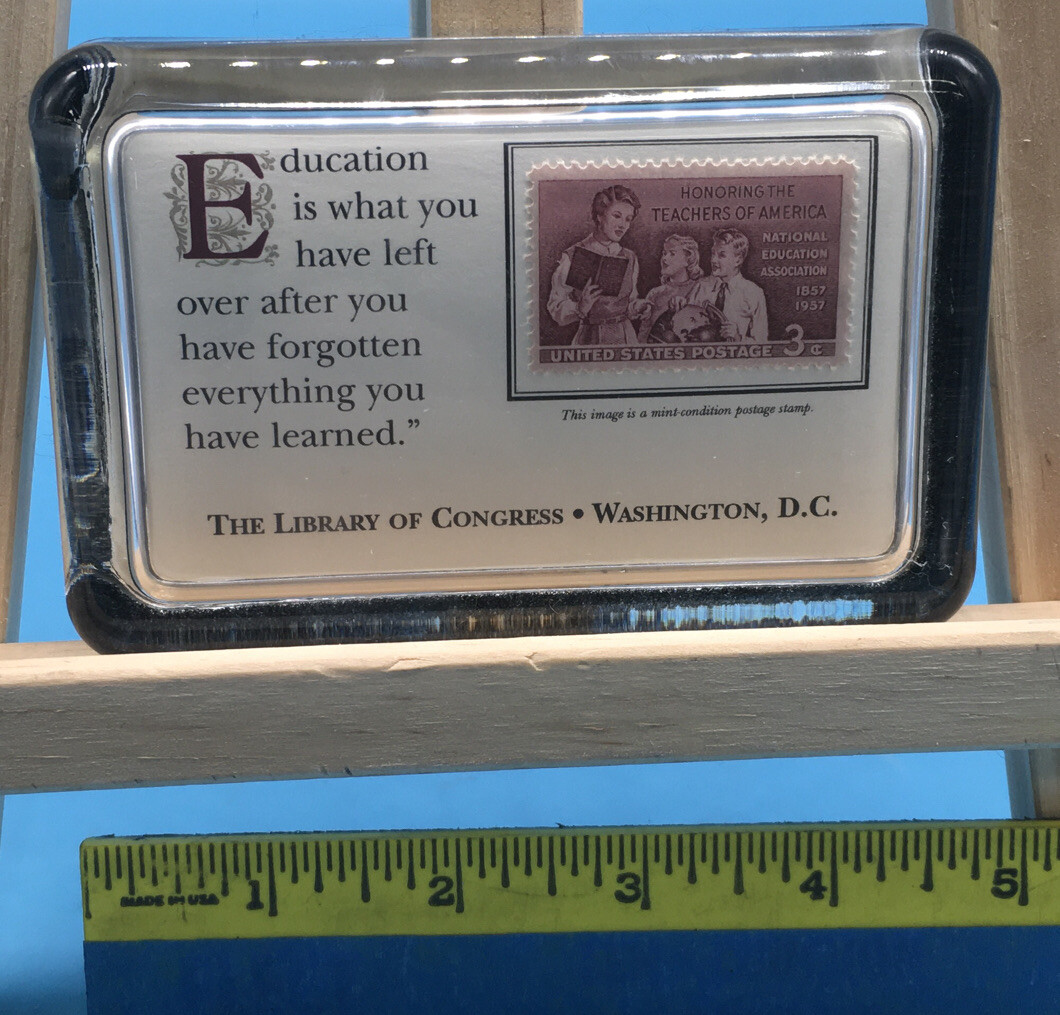 Education
is what you
have left
over after you
have forgotten
everything you
have learned.”
HONORING THE
TEACHERS OF AMERICA
NATIONAL
EDUCATION
ASSOCIATION
1857
1957
UNITED STATES POSTAGE 3¢
This image is a mint-condition postage stamp.
THE LIBRARY OF CONGRESS • WASHINGTON, D.C.
1 2 3 4 5
MADE IN USA